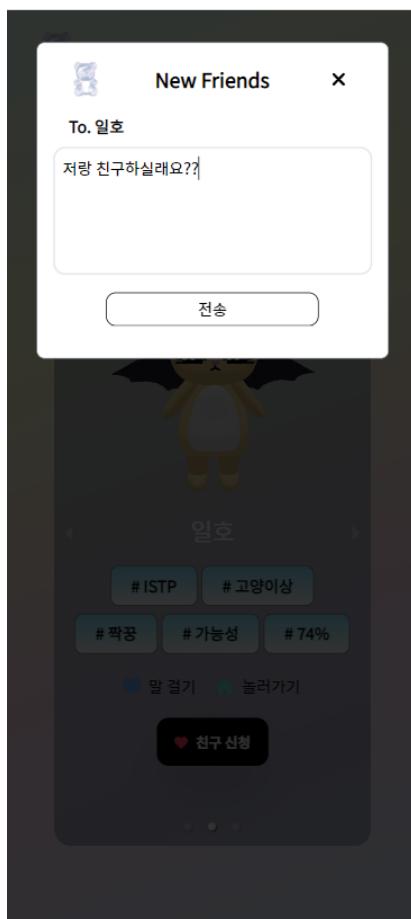 New Friends ×
To. 일호
저랑 친구하실래요??
전송
일호
# ISTP # 고양이상
# 짝꿍 # 가능성 # 74%
말 걸기 놀러가기
친구 신청